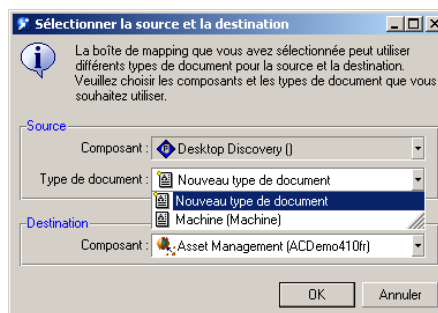 Sélectionner la source et la destination
La boîte de mapping que vous avez sélectionnée peut utiliser
différents types de document pour la source et la destination.
Veuillez choisir les composants et les types de document que vous
souhaitez utiliser.
Source
Composant : Desktop Discovery ()
Type de document : Nouveau type de document
Nouveau type de document
Machine (Machine)
Destination
Composant : Asset Management (ACDemo410fr)
OK Annuler